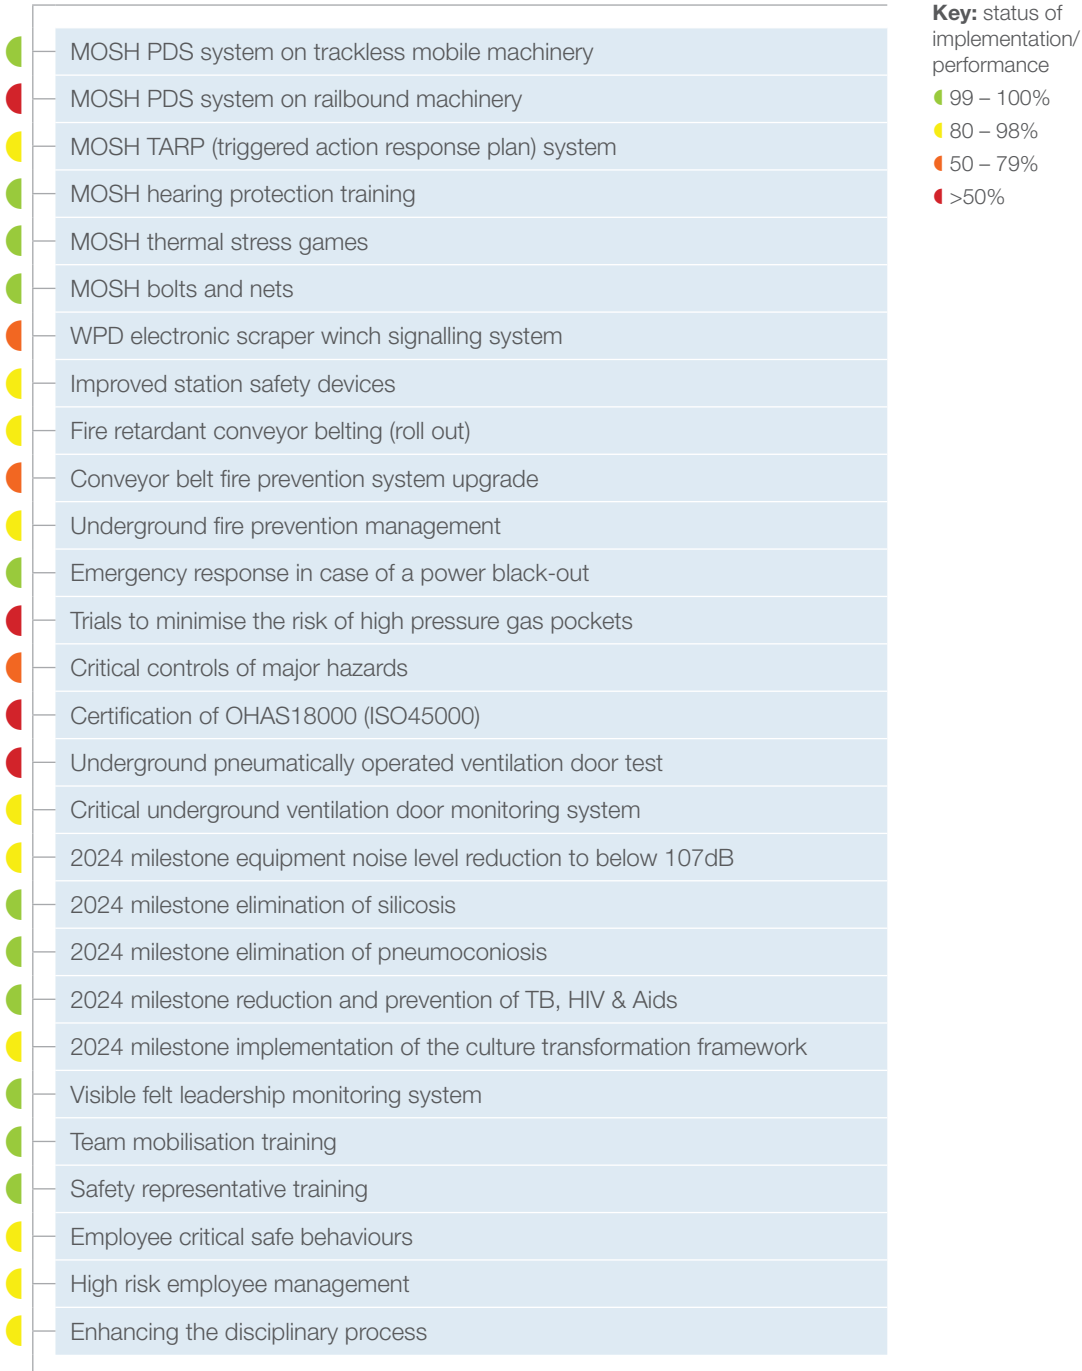 MOSH PDS system on trackless mobile machinery
MOSH PDS system on railbound machinery
MOSH TARP (triggered action response plan) system
MOSH hearing protection training
MOSH thermal stress games
MOSH bolts and nets
WPD electronic scraper winch signalling system
Improved station safety devices
Fire retardant conveyor belting (roll out)
Conveyor belt fire prevention system upgrade
Underground fire prevention management
Emergency response in case of a power black-out
Trials to minimise the risk of high pressure gas pockets
Critical controls of major hazards
Certification of OHAS18000 (ISO45000)
Underground pneumatically operated ventilation door test
Critical underground ventilation door monitoring system
2024 milestone equipment noise level reduction to below 107dB
2024 milestone elimination of silicosis
2024 milestone elimination of pneumoconiosis
2024 milestone reduction and prevention of TB, HIV & Aids
2024 milestone implementation of the culture transformation framework
Visible felt leadership monitoring system
Team mobilisation training
Safety representative training
Employee critical safe behaviours
High risk employee management
Enhancing the disciplinary process
Key: status of
implementation/
performance
99 – 100%
80 – 98%
50 – 79%
>50%